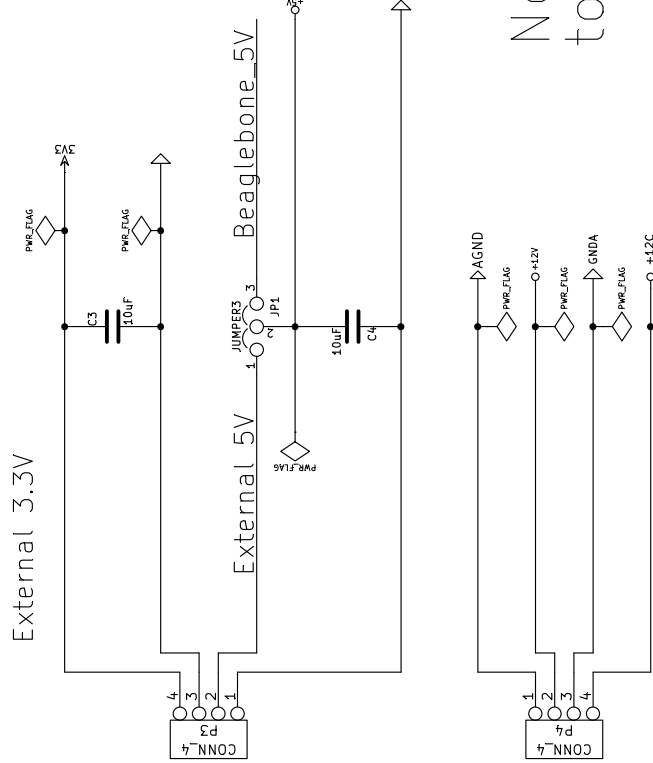 External 3.3V
3V3
PWR_FLAG
PWR_FLAG
C3
10uF
External 5V
Beaglebone_5V
+5V
JUMPER3
JP1
1
2
3
PWR_FLAG
10uF
C4
4
3
2
1
P3
CONN_4
AGND
PWR_FLAG
+12V
PWR_FLAG
GNDA
PWR_FLAG
+12C
1
2
3
4
P4
CONN_4
to